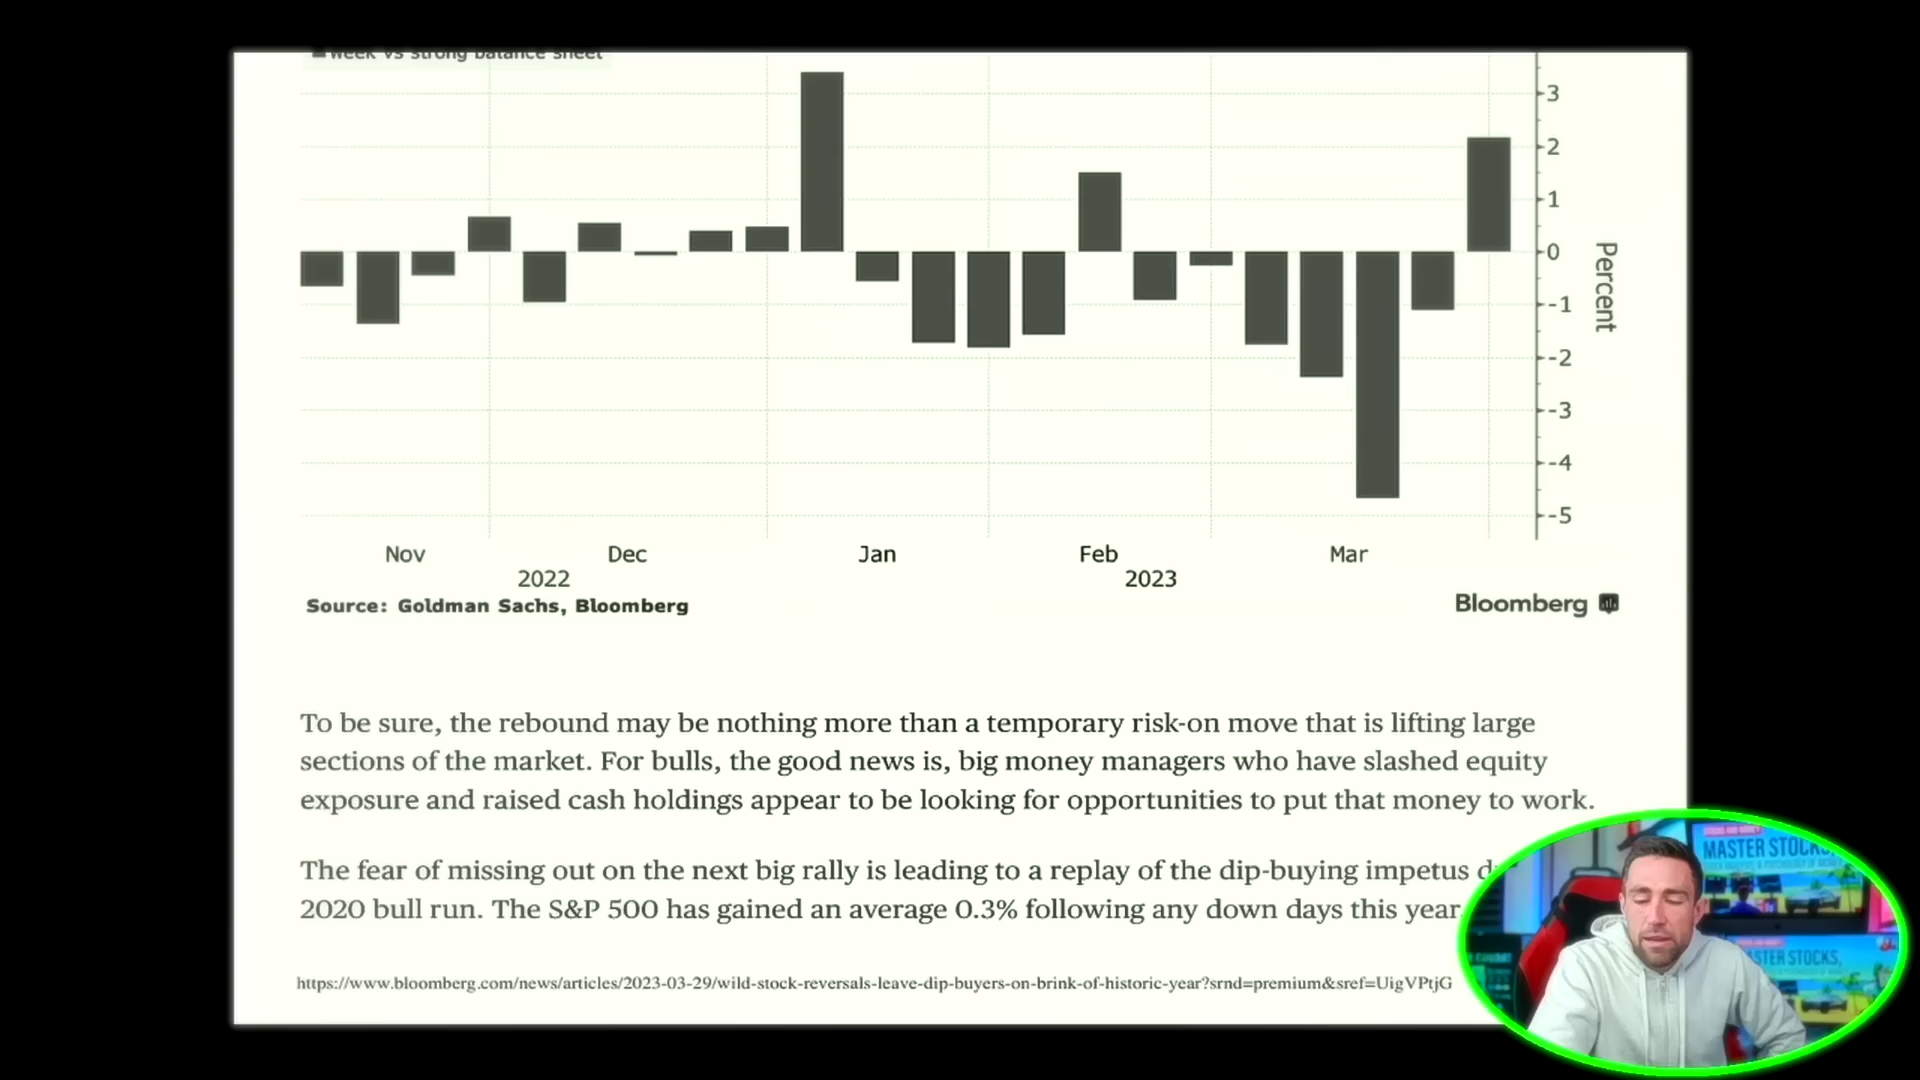 Week vs strong balance sheet
3
2
1
0
-1
-2
-3
-4
-5
Percent
Nov
Dec
Jan
Feb
Mar
2022
2023
Source: Goldman Sachs, Bloomberg
Bloomberg
To be sure, the rebound may be nothing more than a temporary risk-on move that is lifting large
sections of the market. For bulls, the good news is, big money managers who have slashed equity
exposure and raised cash holdings appear to be looking for opportunities to put that money to work.
The fear of missing out on the next big rally is leading to a replay of the dip-buying impetus
2020 bull run. The S&P 500 has gained an average 0.3% following any down days this year.
https://www.bloomberg.com/news/articles/2023-03-29/wild-stock-reversals-leave-dip-buyers-on-brink-of-historic-year?srnd=premium&sref=UigVPtjG
MASTER STOCKS,
STOCKS,